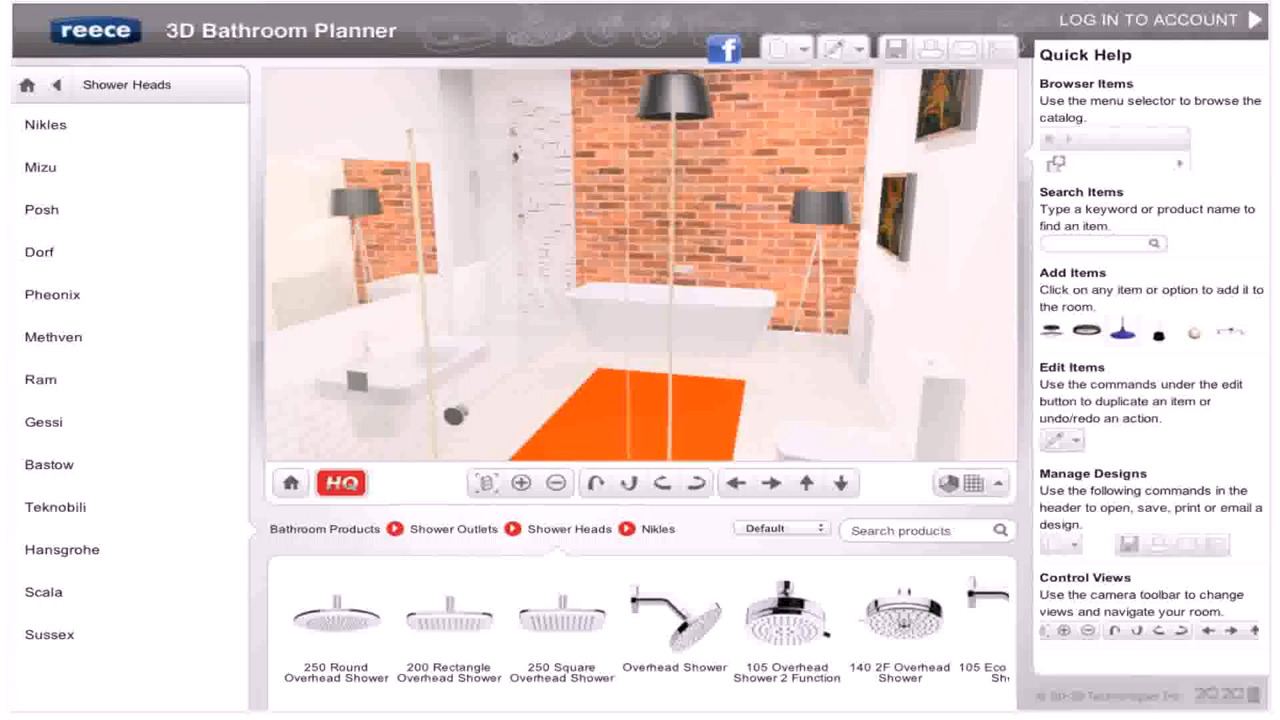 reece
3D Bathroom Planner
LOG IN TO ACCOUNT
f
Shower Heads
Nikles
Mizu
Posh
Dorf
Pheonix
Methven
Ram
Gessi
Bastow
Teknobili
Hansgrohe
Scala
Sussex
HQ
Bathroom Products
Shower Outlets
Shower Heads
Nikles
Default
Search products
250 Round
Overhead Shower
200 Rectangle
Overhead Shower
250 Square
Overhead Shower
Overhead Shower
105 Overhead
Shower 2 Function
140 2F Overhead
Shower
105 Eco
Sh
Quick Help
Browser Items
Use the menu selector to browse the
catalog.
Search Items
Type a keyword or product name to
find an item.
Add Items
Click on any item or option to add it to
the room.
Edit Items
Use the commands under the edit
button to duplicate an item or
undo/redo an action.
Manage Designs
Use the following commands in the
header to open, save, print or email a
design.
Control Views
Use the camera toolbar to change
views and navigate your room.
2020